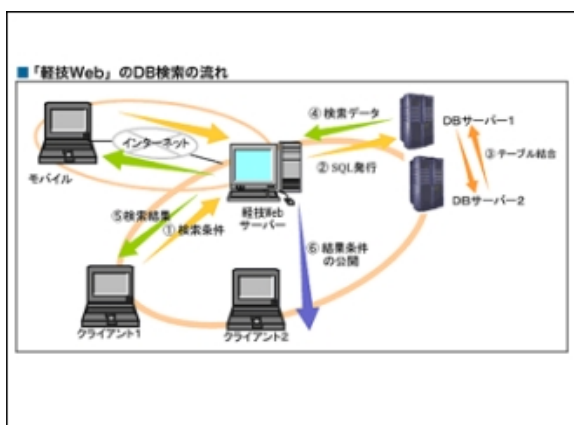 ■「軽技Web」のDB検索の流れ
④ 検索データ
DBサーバー1
インターネット
③ テーブル結合
② SQL発行
モバイル
DBサーバー2
⑤検索結果
軽技Web
サーバー
① 検索条件
⑥ 結果条件
の公開
クライアント1
クライアント2